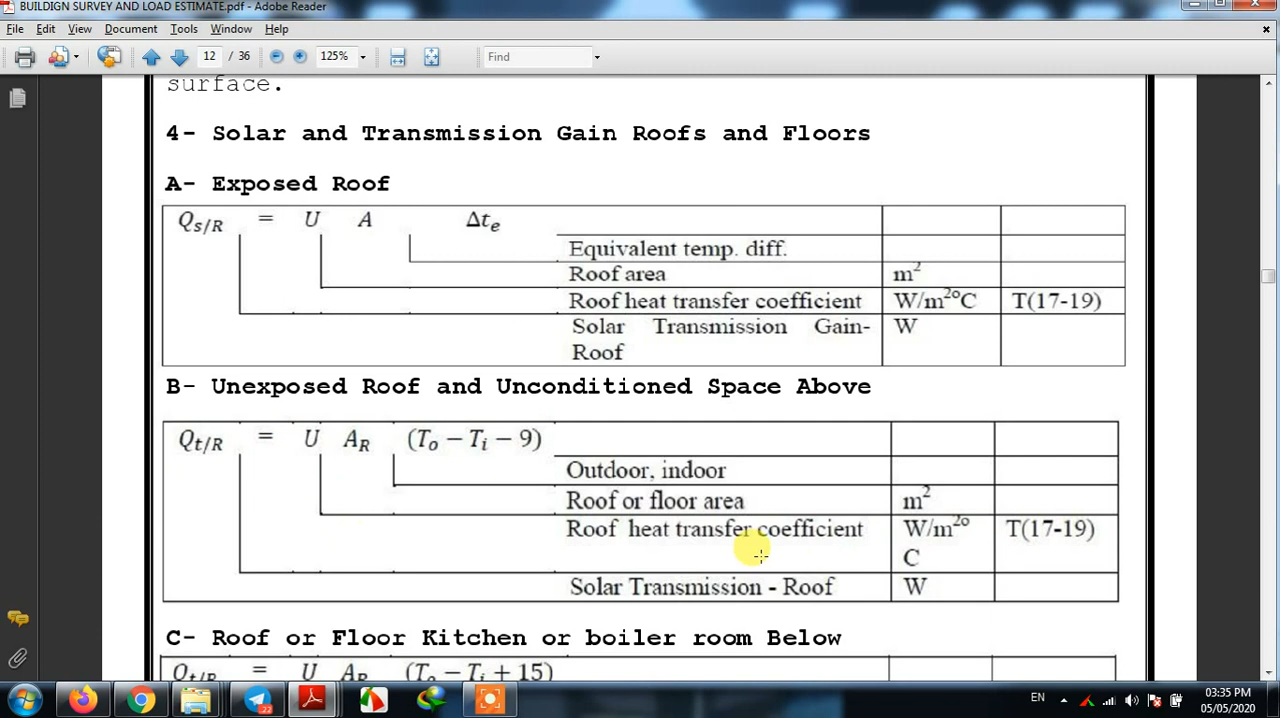 BUILDIGN SURVEY AND LOAD ESTIMATE.pdf - Adobe Reader
File Edit View Document Tools Window Help
12 / 36 125% Find
surface.
4- Solar and Transmission Gain Roofs and Floors
A- Exposed Roof
Qs/R = U A Δte
Equivalent temp. diff.
Roof area m²
Roof heat transfer coefficient W/m²°C T(17-19)
Solar Transmission Gain- W
Roof
B- Unexposed Roof and Unconditioned Space Above
Qt/R = U AR (To − Ti − 9)
Outdoor, indoor
Roof or floor area m²
Roof heat transfer coefficient W/m²° T(17-19)
C
Solar Transmission - Roof W
C- Roof or Floor Kitchen or boiler room Below
Qt/R = U AR (To − Ti + 15)
22
EN 03:35 PM
05/05/2020